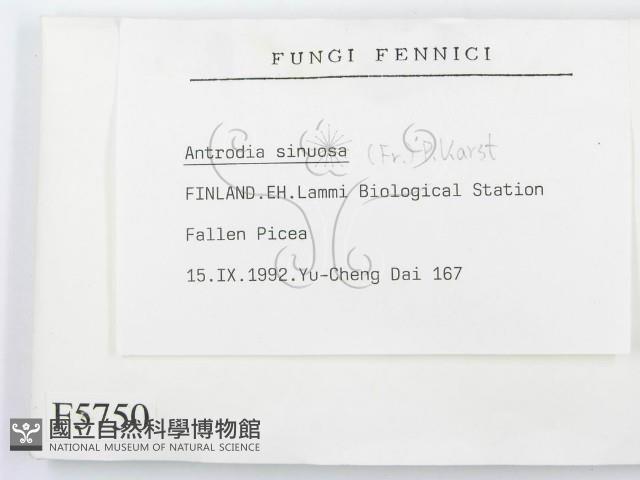 FUNGI FENNICI
Antrodia sinuosa (Fr.) P. Karst
FINLAND.EH.Lammi Biological Station
Fallen Picea
15.IX.1992.Yu-Cheng Dai 167
F5750
國立自然科學博物館
NATIONAL MUSEUM OF NATURAL SCIENCE